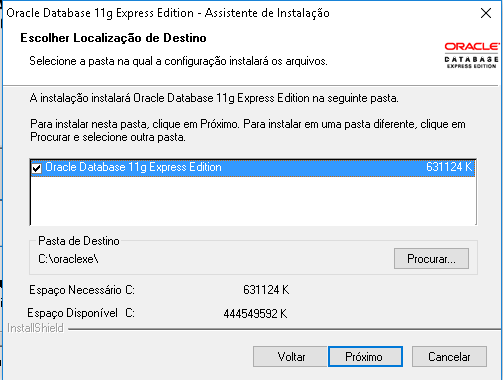 Oracle Database 11g Express Edition - Assistente de Instalação
Escolher Localização de Destino
Selecione a pasta na qual a configuração instalará os arquivos.
ORACLE
DATABASE
EXPRESS EDITION
A instalação instalará Oracle Database 11g Express Edition na seguinte pasta.
Para instalar nesta pasta, clique em Próximo. Para instalar em uma pasta diferente, clique em
Procurar e selecione outra pasta.
Oracle Database 11g Express Edition 631124 K
Pasta de Destino
C:\oraclexe\
Procurar...
Espaço Necessário C: 631124 K
Espaço Disponível C: 444549592 K
InstallShield
Voltar Próximo Cancelar